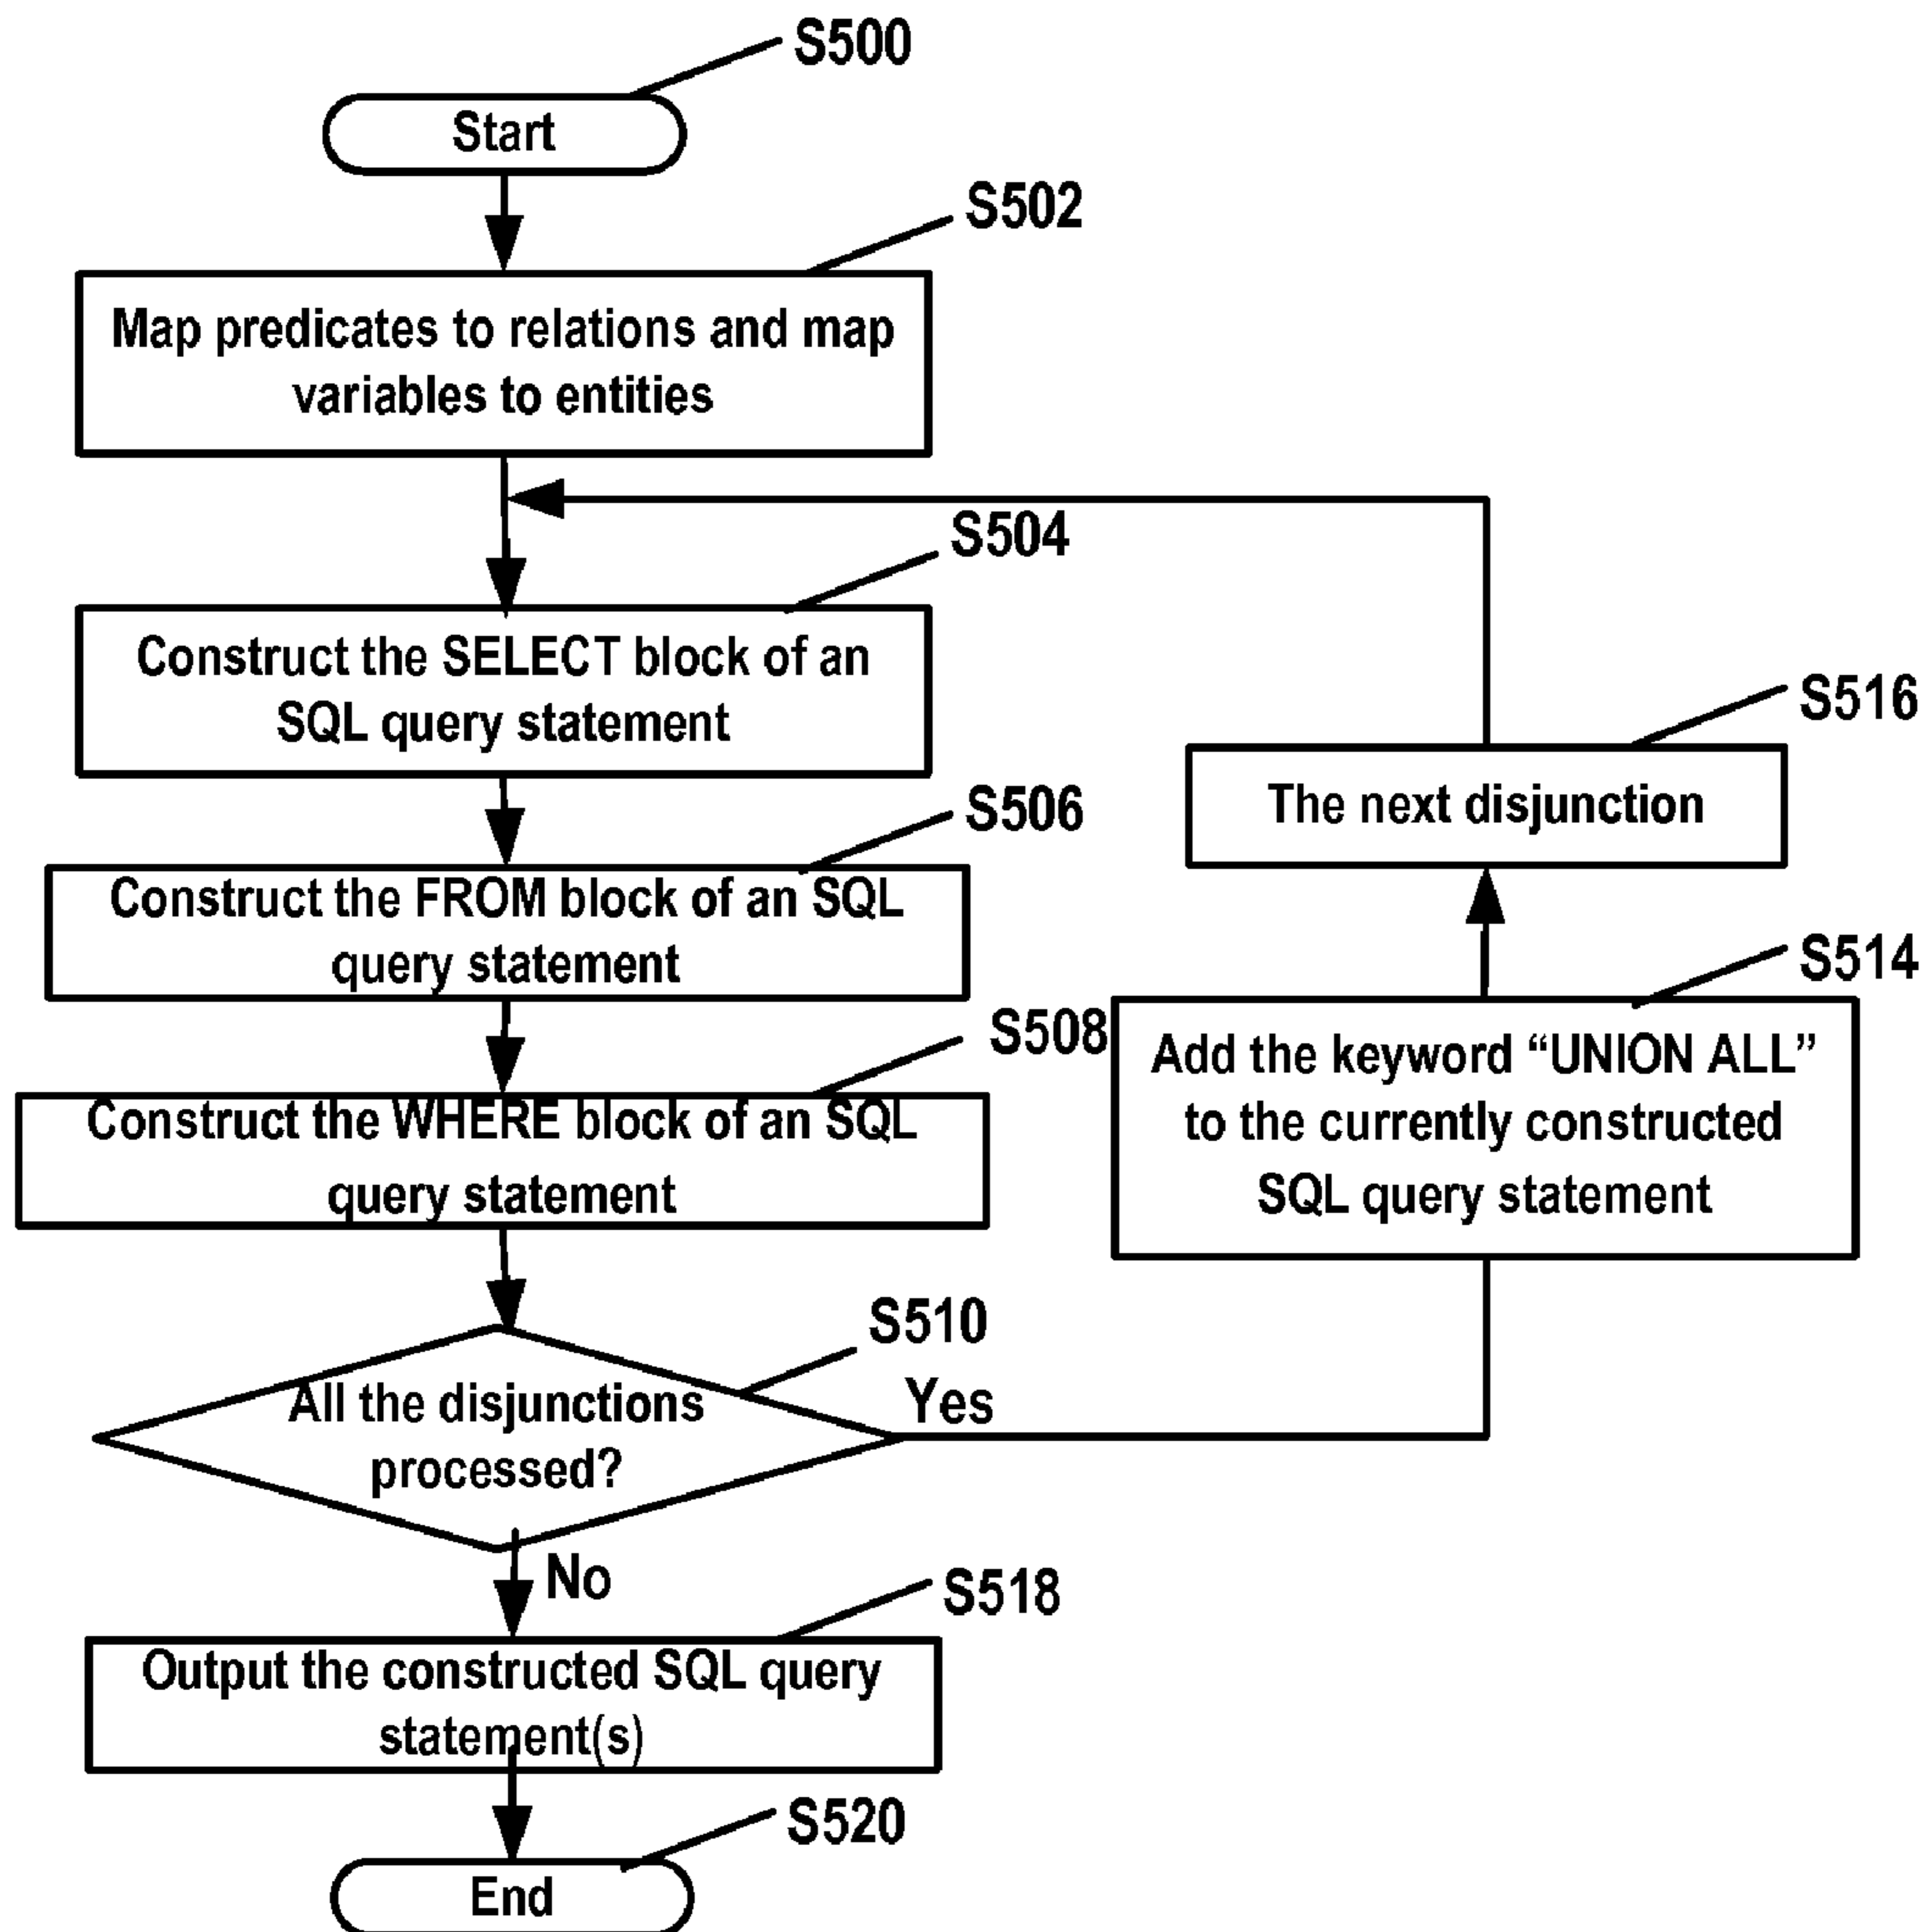 S500
Start
S502
Map predicates to relations and map
variables to entities
S504
Construct the SELECT block of an
SQL query statement
S506
Construct the FROM block of an SQL
query statement
S508
Construct the WHERE block of an SQL
query statement
S510
All the disjunctions
processed?
Yes
S514
Add the keyword “UNION ALL”
to the currently constructed
SQL query statement
S516
The next disjunction
No
S518
Output the constructed SQL query
statement(s)
S520
End